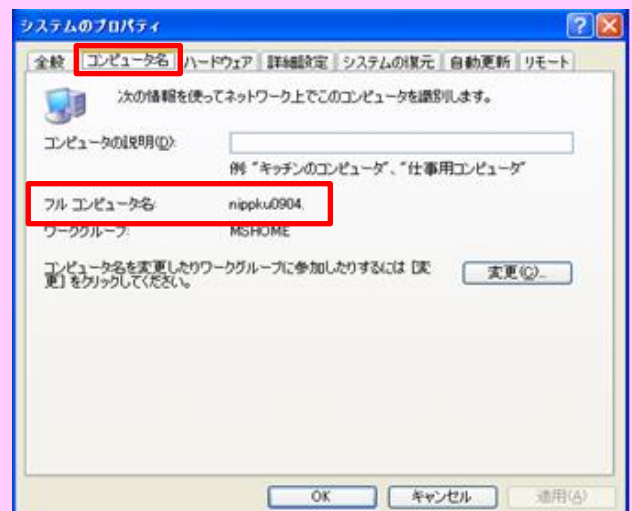 システムのプロパティ
全般 コンピュータ名 ハードウェア 詳細設定 システムの復元 自動更新 リモート
次の情報を使ってネットワーク上でこのコンピュータを識別します。
コンピュータの説明(D):
例: "キッチンのコンピュータ"、"仕事用コンピュータ"
フル コンピュータ名: nippku0904.
ワークグループ: MSHOME
コンピュータ名を変更したりワークグループに参加したりするには [変
更] をクリックしてください。
変更(C)...
OK キャンセル 適用(A)